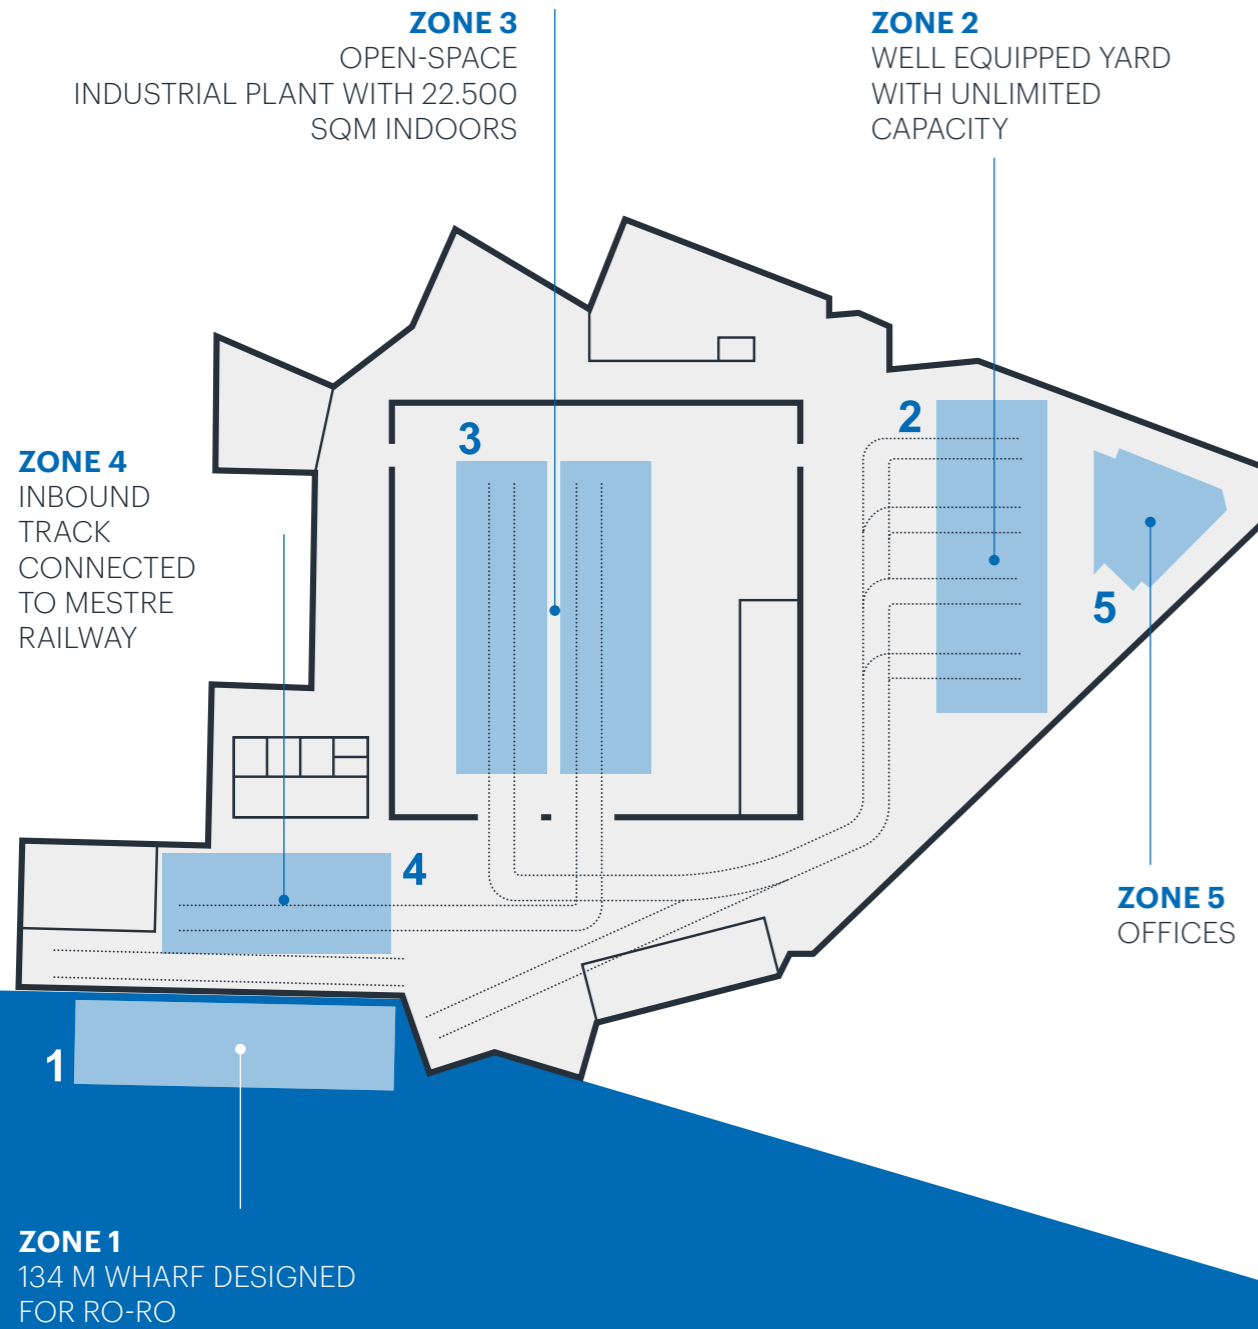 ZONE 3
OPEN-SPACE
INDUSTRIAL PLANT WITH 22.500
SQM INDOORS
ZONE 2
WELL EQUIPPED YARD
WITH UNLIMITED
CAPACITY
3
2
ZONE 4
INBOUND
TRACK
CONNECTED
TO MESTRE
RAILWAY
5
4
ZONE 5
OFFICES
1
ZONE 1
134 M WHARF DESIGNED
FOR RO-RO